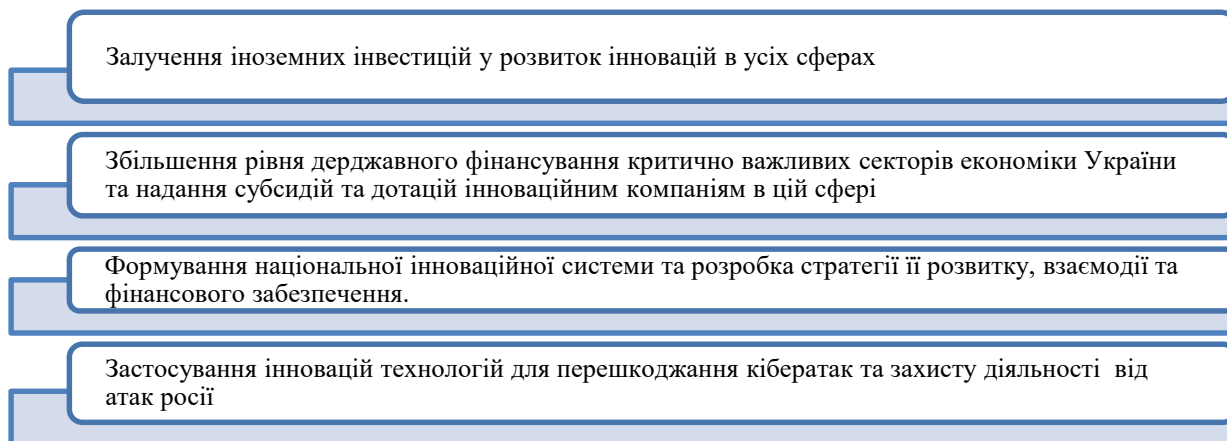 Залучення іноземних інвестицій у розвиток інновацій в усіх сферах
Збільшення рівня дерджавного фінансування критично важливих секторів економіки України
та надання субсидій та дотацій інноваційним компаніям в цій сфері
Формування національної інноваційної системи та розробка стратегії її розвитку, взаємодії та
фінансового забезпечення.
Застосування інновацій технологій для перешкоджання кібератак та захисту діяльності від
атак росії